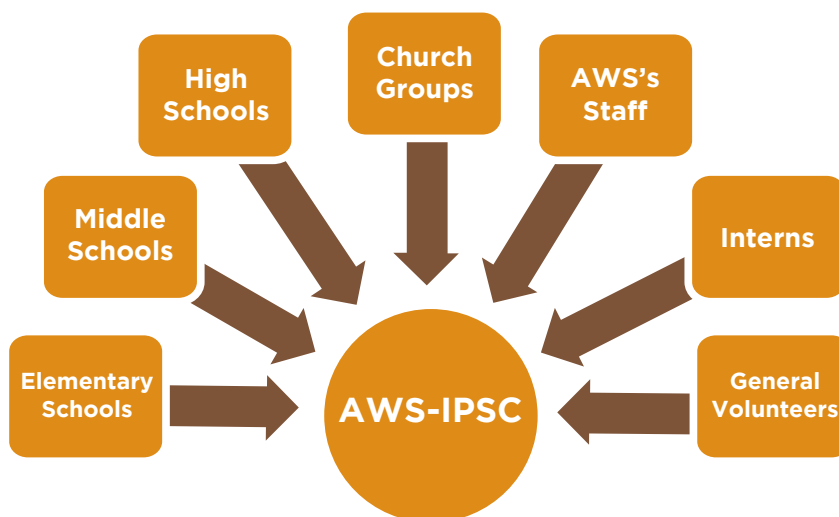 Church
Groups
High
Schools
AWS's
Staff
Middle
Schools
Interns
Elementary
Schools
General
Volunteers
AWS-IPSC